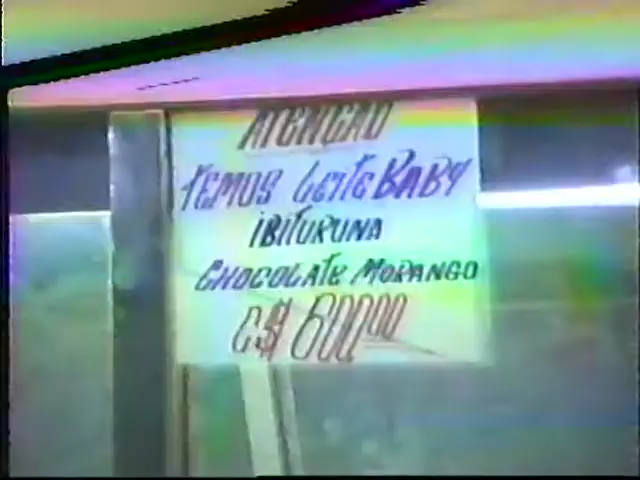 ATENÇÃO
TEMOS LEITE BABY
IBITURUNA
CHOCOLATE MORANGO
C$ 600,00